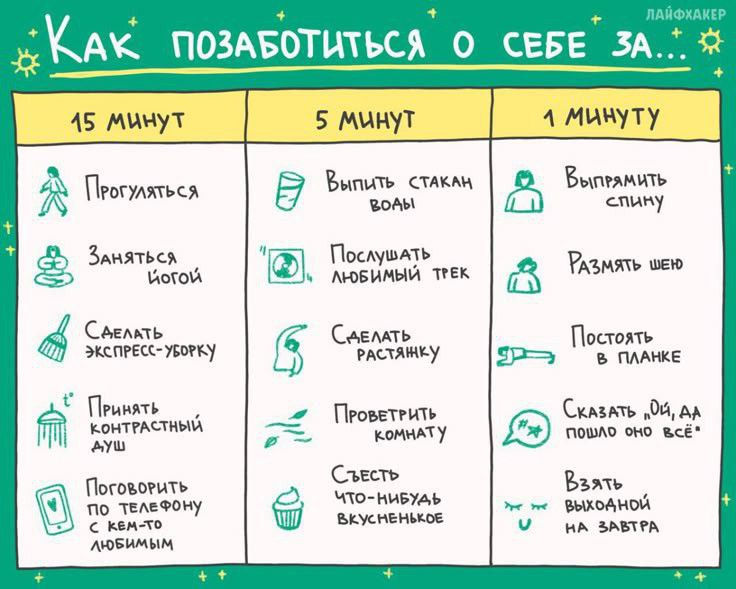 ЛАЙФХАКЕР
Как позаботиться о себе за...
15 минут
Прогуляться
Заняться
йогой
Сделать
экспресс-уборку
Принять
контрастный
душ
t°
Поговорить
по телефону
с кем-то
любимым
5 минут
Выпить стакан
воды
Послушать
любимый трек
Сделать
растяжку
Проветрить
комнату
Съесть
что-нибудь
вкусненькое
1 минуту
Выпрямить
спину
Размять шею
Постоять
в планке
Сказать „Ой, да
пошло оно всё"
Взять
выходной
на завтра